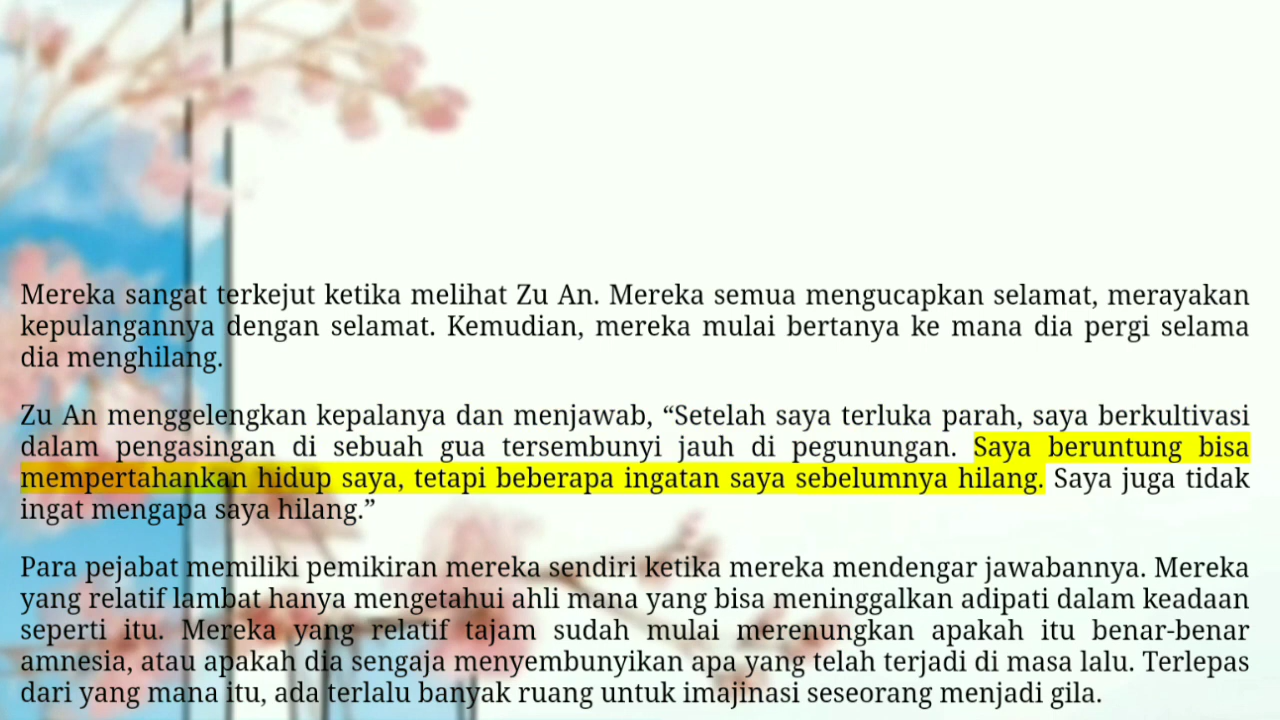 Mereka sangat terkejut ketika melihat Zu An. Mereka semua mengucapkan selamat, merayakan
kepulangannya dengan selamat. Kemudian, mereka mulai bertanya ke mana dia pergi selama
dia menghilang.
Zu An menggelengkan kepalanya dan menjawab, “Setelah saya terluka parah, saya berkultivasi
dalam pengasingan di sebuah gua tersembunyi jauh di pegunungan. Saya beruntung bisa
mempertahankan hidup saya, tetapi beberapa ingatan saya sebelumnya hilang. Saya juga tidak
ingat mengapa saya hilang.”
Para pejabat memiliki pemikiran mereka sendiri ketika mereka mendengar jawabannya. Mereka
yang relatif lambat hanya mengetahui ahli mana yang bisa meninggalkan adipati dalam keadaan
seperti itu. Mereka yang relatif tajam sudah mulai merenungkan apakah itu benar-benar
amnesia, atau apakah dia sengaja menyembunyikan apa yang telah terjadi di masa lalu. Terlepas
dari yang mana itu, ada terlalu banyak ruang untuk imajinasi seseorang menjadi gila.